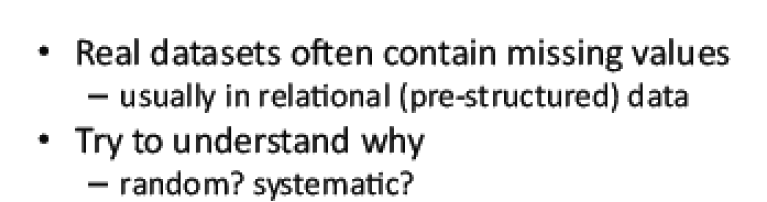 • Real datasets often contain missing values
– usually in relational (pre-structured) data
• Try to understand why
– random? systematic?